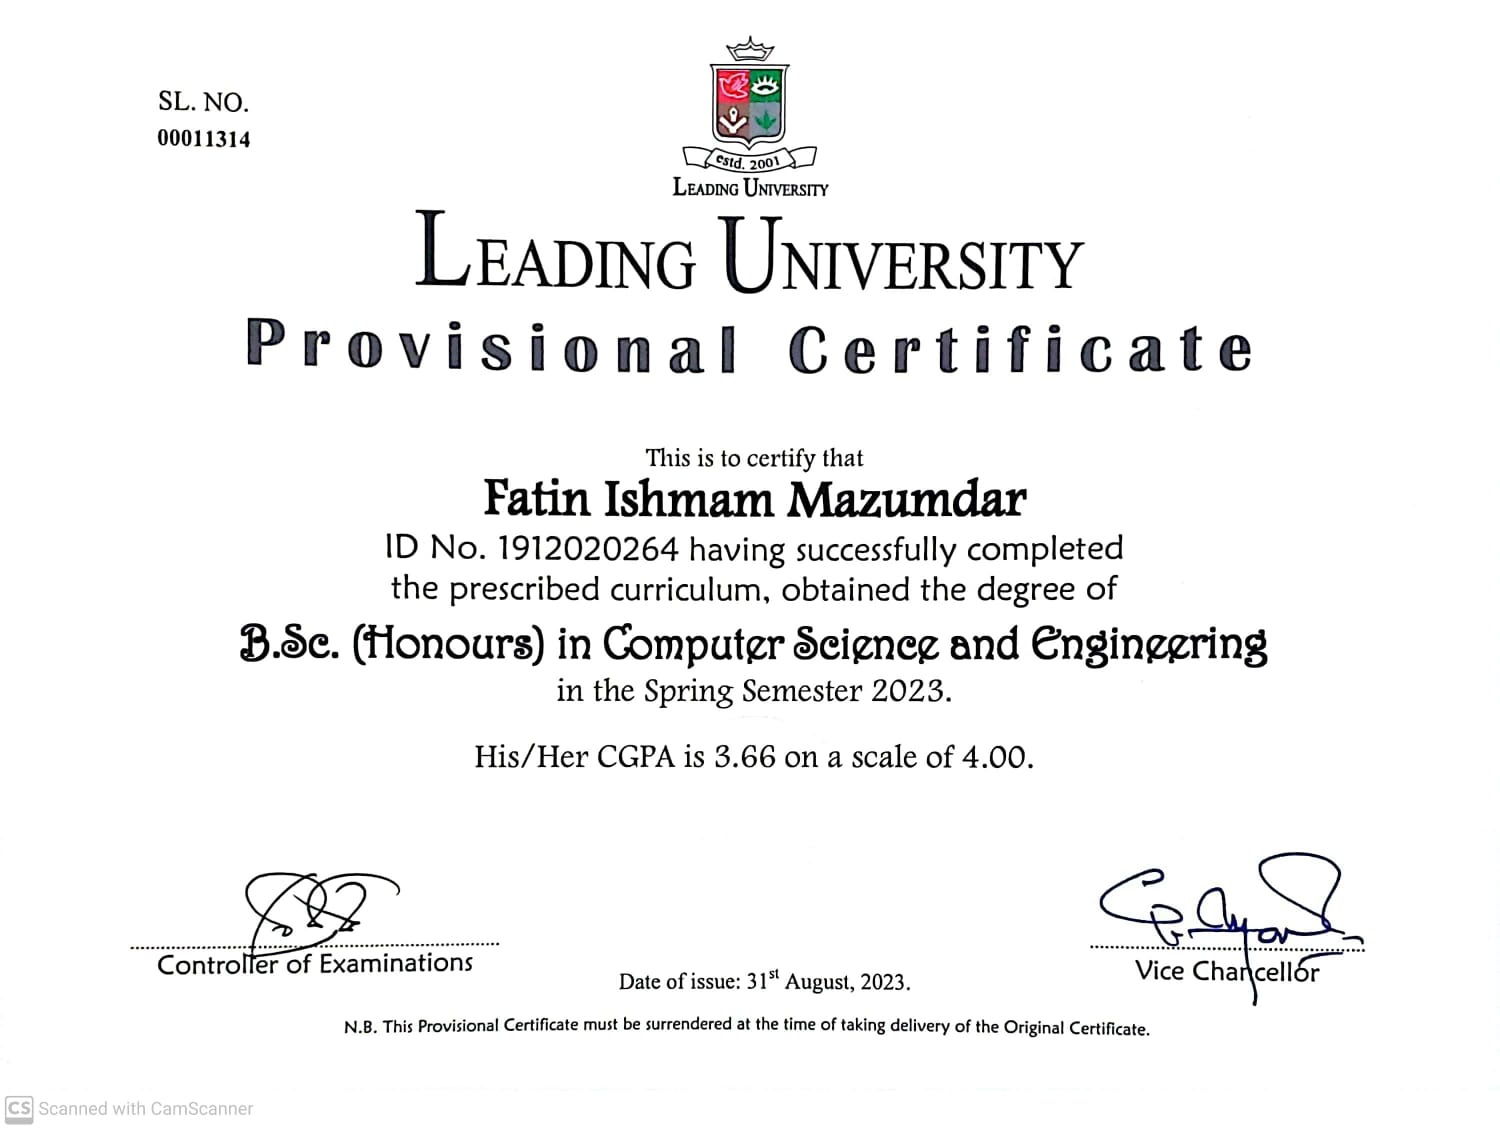 SL. NO.
00011314
estd. 2001
LEADING UNIVERSITY
LEADING UNIVERSITY
Provisional Certificate
This is to certify that
Fatin Ishmam Mazumdar
ID No. 1912020264 having successfully completed
the prescribed curriculum, obtained the degree of
B.Sc. (Honours) in Computer Science and Engineering
in the Spring Semester 2023.
His/Her CGPA is 3.66 on a scale of 4.00.
Controller of Examinations
Vice Chancellor
Date of issue: 31st August, 2023.
N.B. This Provisional Certificate must be surrendered at the time of taking delivery of the Original Certificate.
CS Scanned with CamScanner